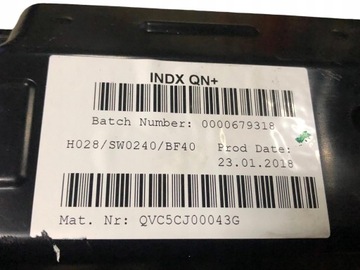 INDX QN+
Batch Number: 0000679318
H028/SW0240/BF40 Prod Date:
23.01.2018
Mat. Nr: QVC5CJ00043G